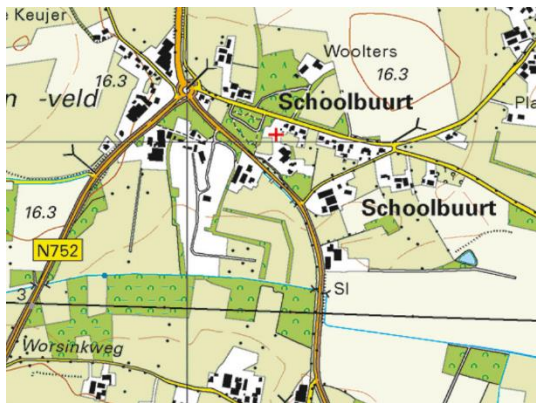 Keujer
Woolters
16.3
16.3
Schoolbuurt
-veld
Schoolbuurt
16.3
N752
3
Sl
Worsinkweg